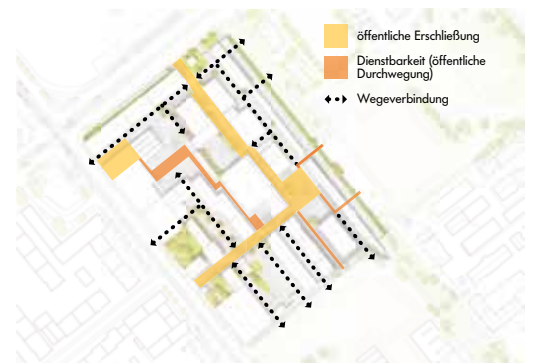 öffentliche Erschließung
Dienstbarkeit (öffentliche
Durchwegung)
Wegeverbindung